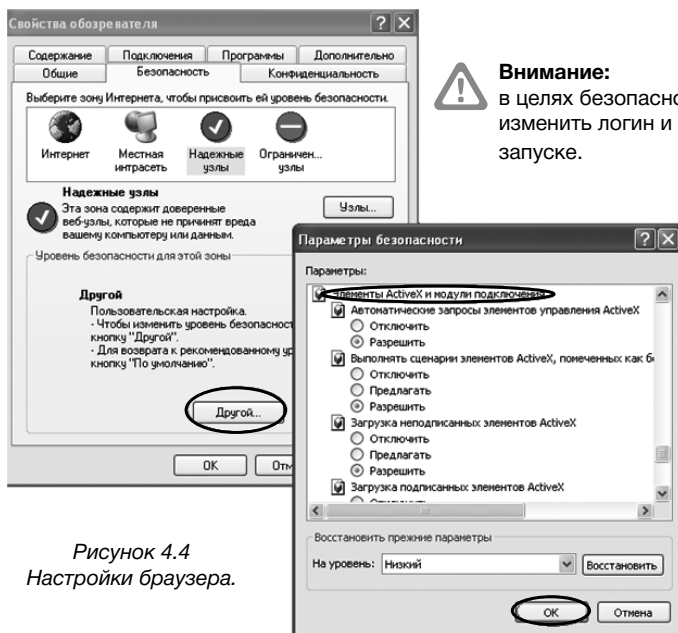 Свойства обозревателя
Содержание Подключения Программы Дополнительно
Общие Безопасность Конфиденциальность
Выберите зону Интернета, чтобы присвоить ей уровень безопасности.
Интернет
Местная
интрасеть
Надежные
узлы
Ограничен...
узлы
Надежные узлы
Эта зона содержит доверенные
веб-узлы, которые не причинят вреда
вашему компьютеру или данным.
Узлы...
Уровень безопасности для этой зоны
Другой
Пользовательская настройка.
- Чтобы изменить уровень безопасност
кнопку "Другой".
- Для возврата к рекомендованному ур
кнопку "По умолчанию".
Другой...
OK Отм
Внимание:
в целях безопасно
изменить логин и
запуске.
Параметры безопасности
Параметры:
Элементы ActiveX и модули подключения
Автоматические запросы элементов управления ActiveX
Отключить
Разрешить
Выполнять сценарии элементов ActiveX, помеченных как б
Отключить
Предлагать
Разрешить
Загрузка неподписанных элементов ActiveX
Отключить
Предлагать
Разрешить
Загрузка подписанных элементов ActiveX
Восстановить прежние параметры
На уровень: Низкий Восстановить
OK Отмена
Рисунок 4.4
Настройки браузера.